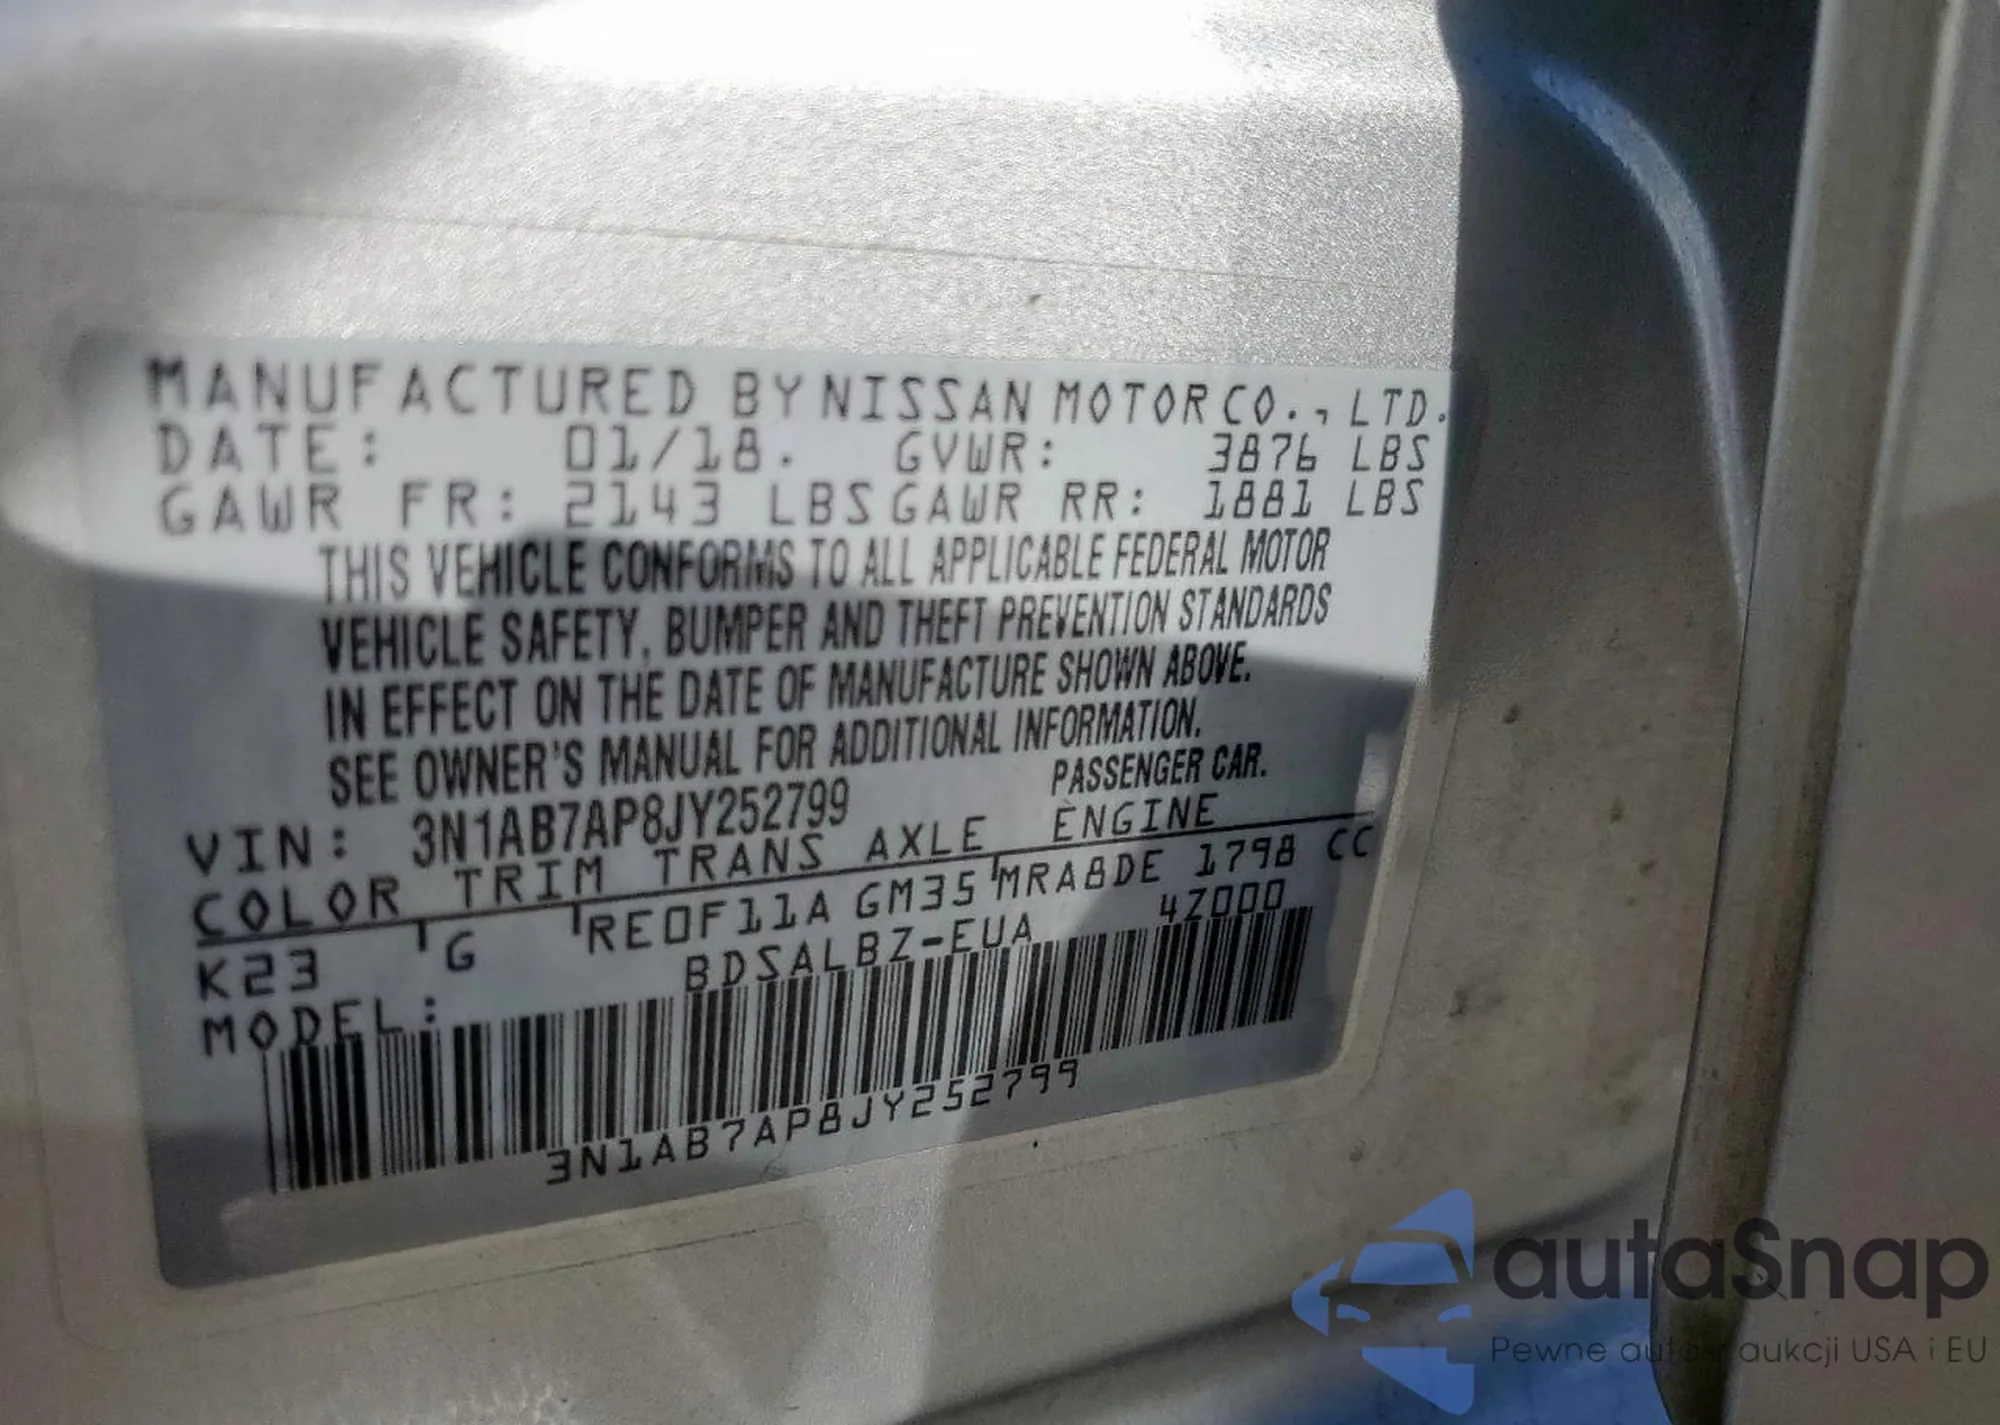 MANUFACTURED BY NISSAN MOTOR CO., LTD.
DATE: 01/18. GVWR: 3876 LBS
GAWR FR: 2143 LBS GAWR RR: 1881 LBS
THIS VEHICLE CONFORMS TO ALL APPLICABLE FEDERAL MOTOR
VEHICLE SAFETY, BUMPER AND THEFT PREVENTION STANDARDS
IN EFFECT ON THE DATE OF MANUFACTURE SHOWN ABOVE.
SEE OWNER'S MANUAL FOR ADDITIONAL INFORMATION.
VIN: 3N1AB7AP8JY252799 PASSENGER CAR.
COLOR TRIM TRANS AXLE ENGINE
K23 G RE0F11A GM35 MRA8DE 1798 CC
MODEL: BDSALBZ-EUA 4Z000
3N1AB7AP8JY252799
autaSnap
Pewne auta z aukcji USA i EU